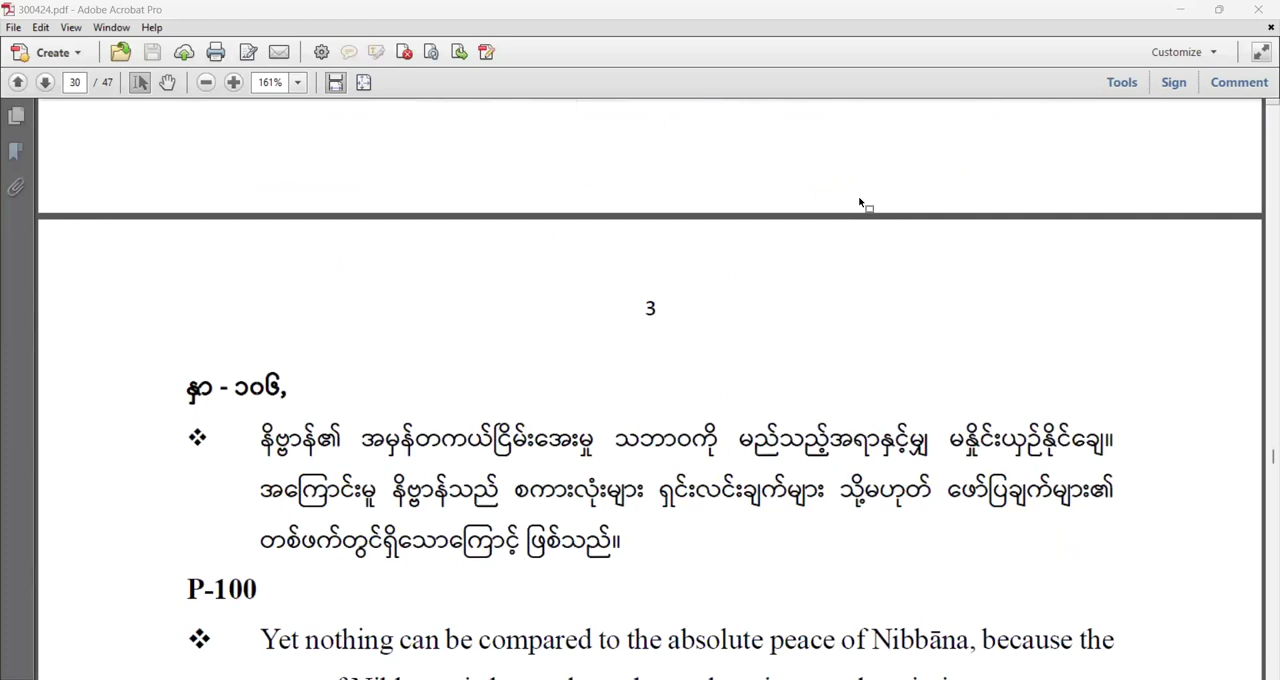 300424.pdf - Adobe Acrobat Pro
File Edit View Window Help
Create Customize
30 / 47 161% Tools Sign Comment
3
နှာ - ၁၀၆,
❖ နိဗ္ဗာန်၏ အမှန်တကယ်ငြိမ်းအေးမှု သဘာဝကို မည်သည့်အရာနှင့်မျှ မနှိုင်းယှဉ်နိုင်ချေ။
အကြောင်းမူ နိဗ္ဗာန်သည် စကားလုံးများ ရှင်းလင်းချက်များ သို့မဟုတ် ဖော်ပြချက်များ၏
တစ်ဖက်တွင်ရှိသောကြောင့် ဖြစ်သည်။
P-100
❖ Yet nothing can be compared to the absolute peace of Nibbāna, because the